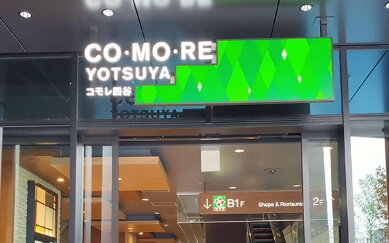 CO·MO·RE
YOTSUYA
コモレ四谷
↓ B1F Shops & Restaurants 2F